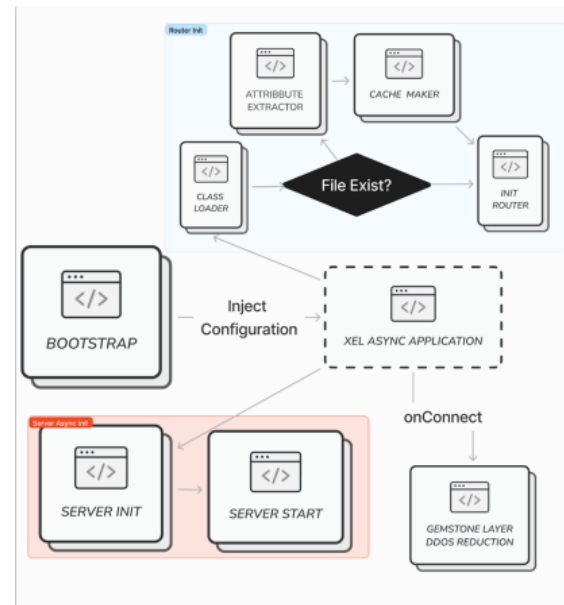 Router Init
</>
</>
ATTRIBBUTE
EXTRACTOR
CACHE MAKER
</>
CLASS
LOADER
File Exist?
</>
INIT
ROUTER
</>
BOOTSTRAP
Inject
Configuration
</>
XEL ASYNC APPLICATION
onConnect
Server Async Init
</>
SERVER INIT
</>
SERVER START
</>
GEMSTONE LAYER
DDOS REDUCTION